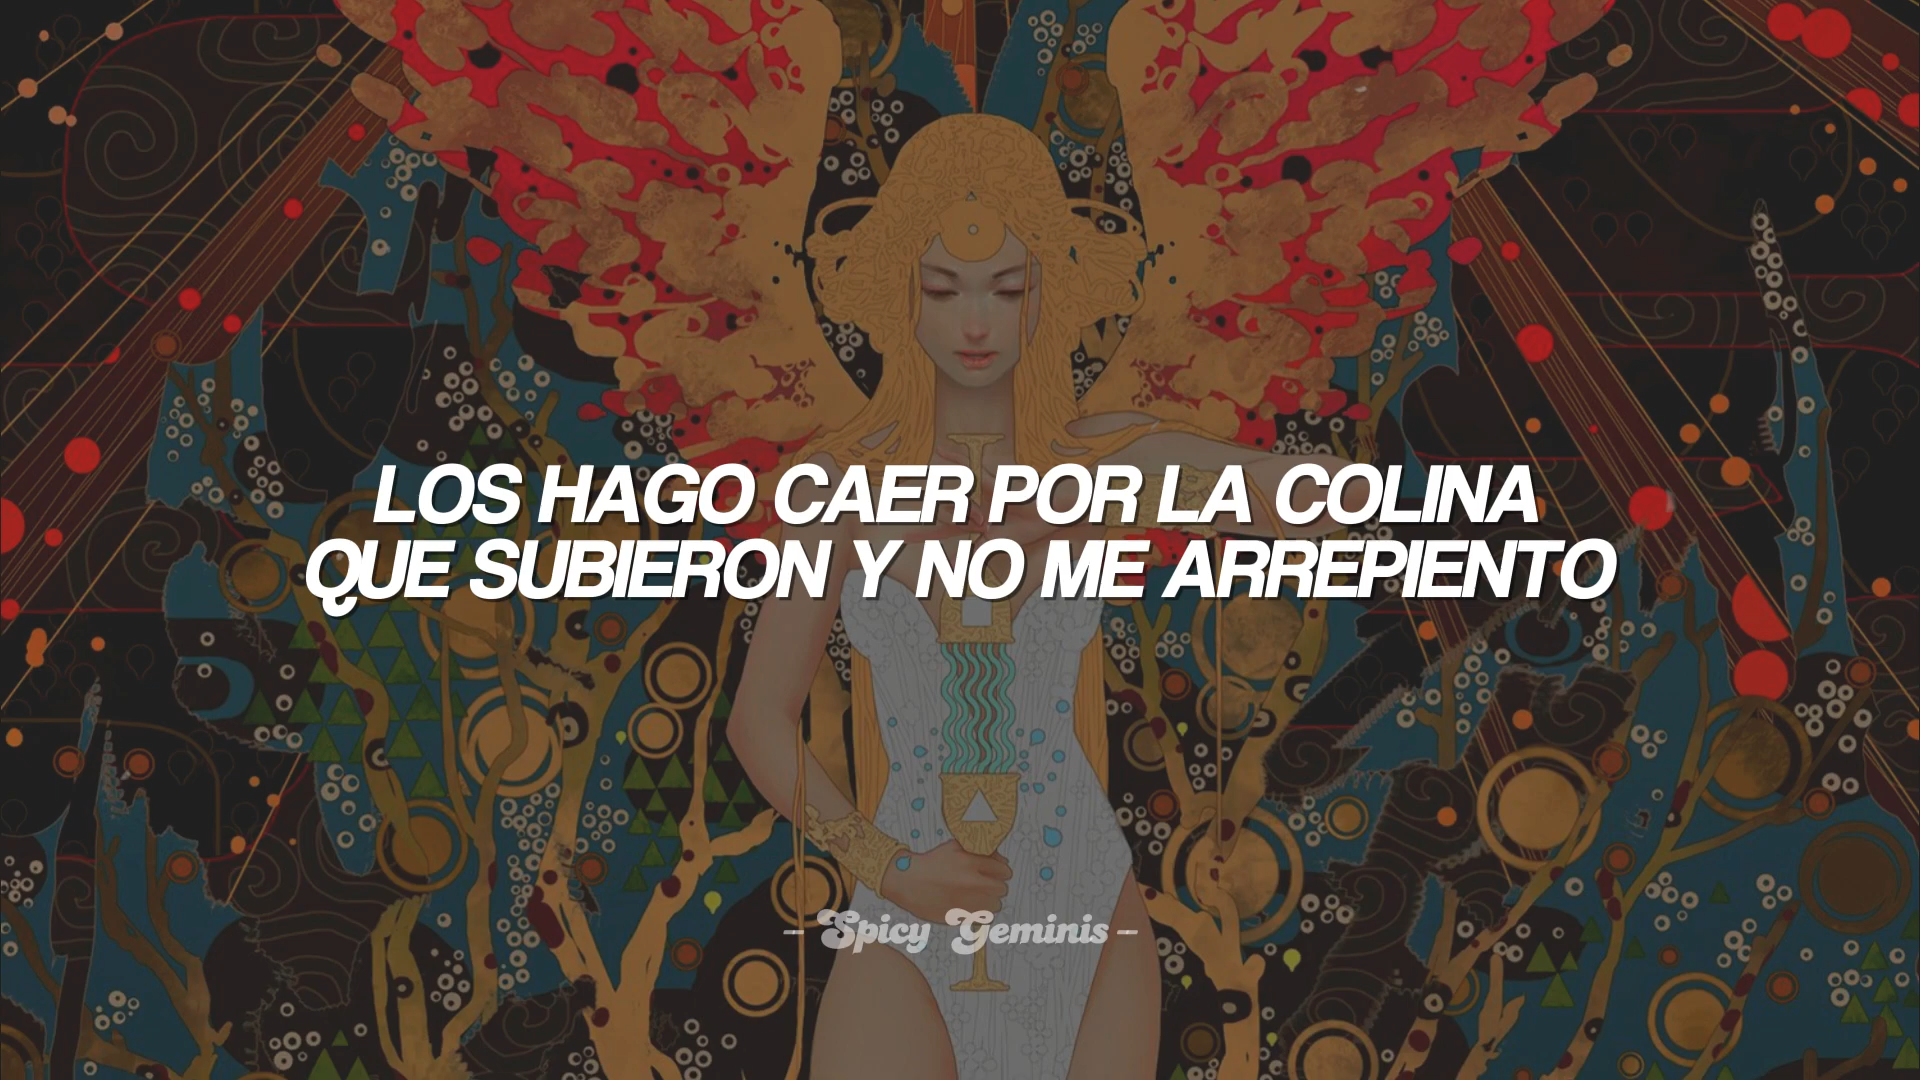 LOS HAGO CAER POR LA COLINA
QUE SUBIERON Y NO ME ARREPIENTO
- Spicy Geminis -